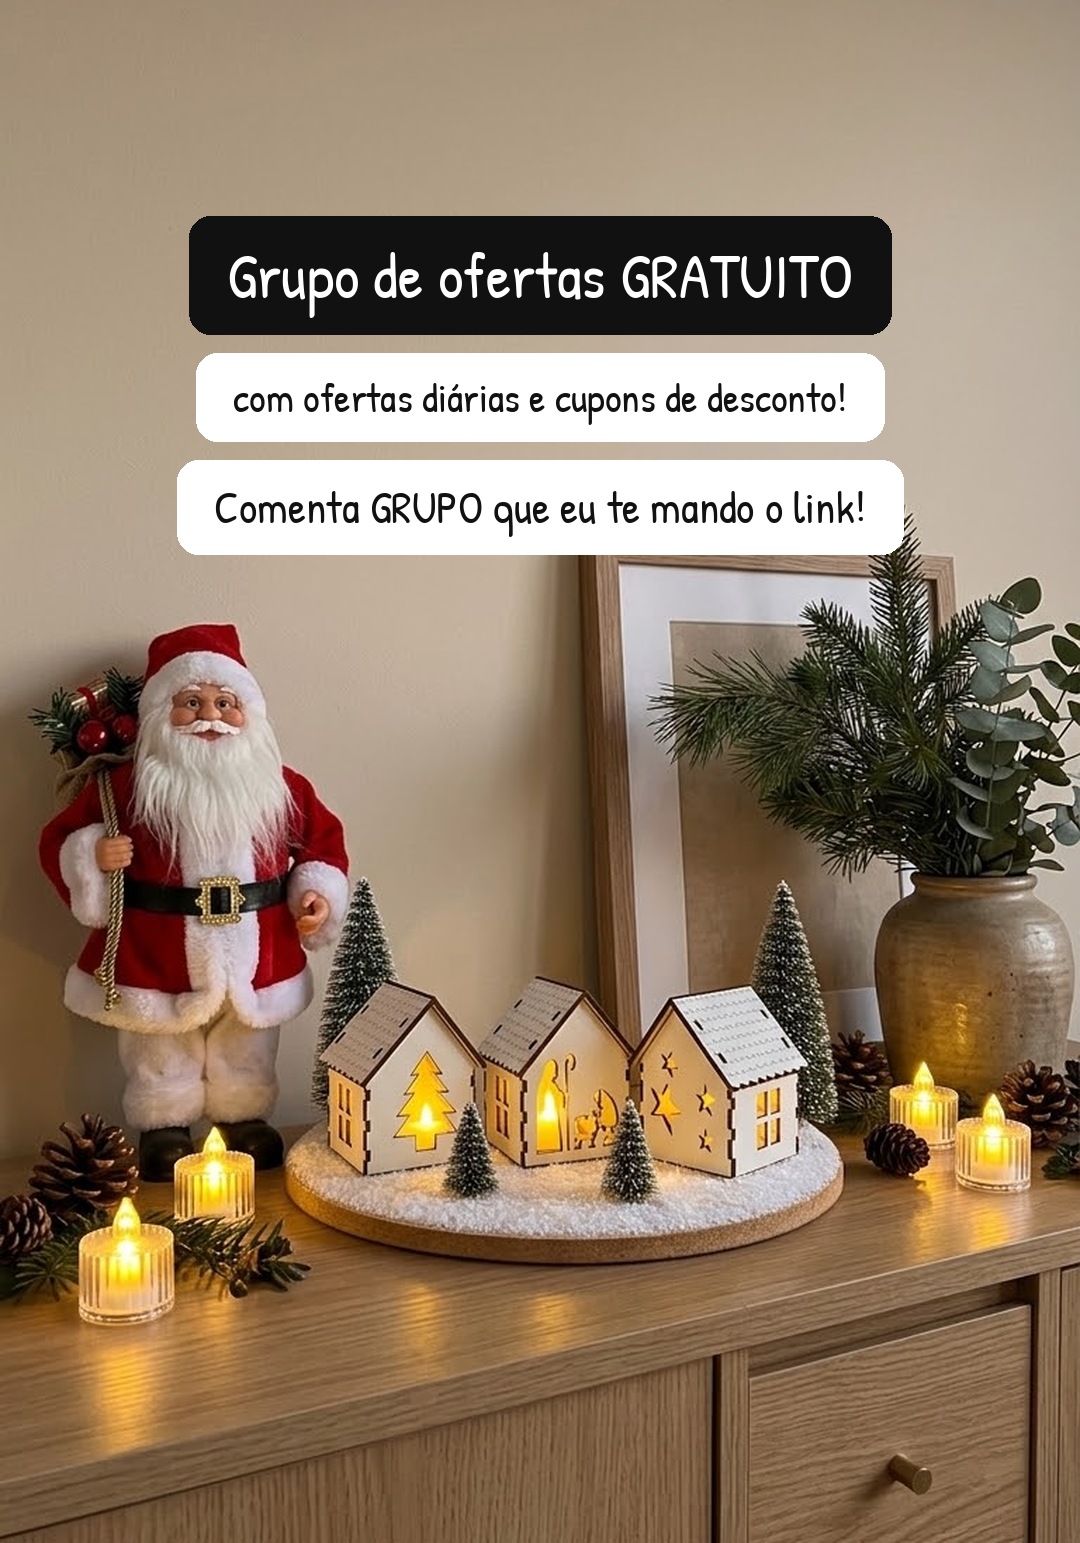 Grupo de ofertas GRATUITO
com ofertas diárias e cupons de desconto!
Comenta GRUPO que eu te mando o link!